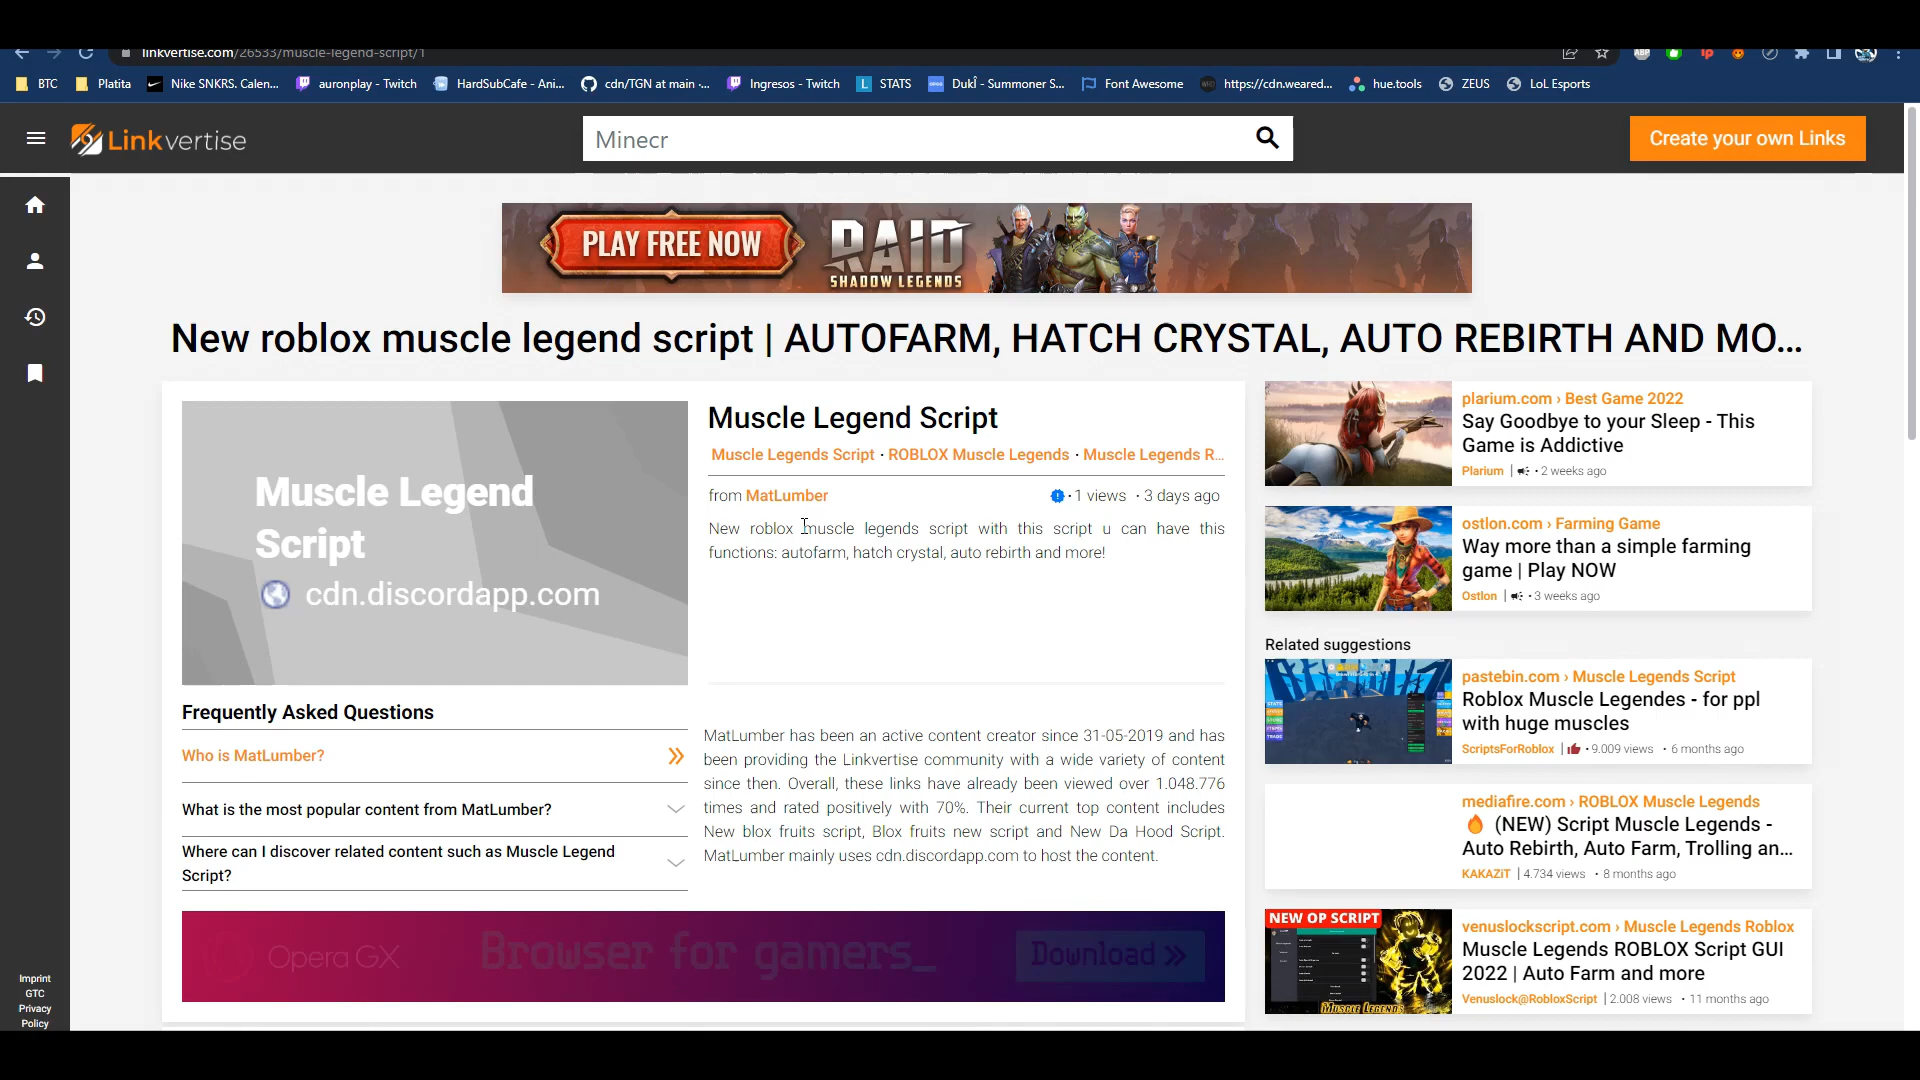 linkvertise.com/26533/muscle-legend-script/1
BTC
Platita
Nike SNKRS. Calen...
auronplay - Twitch
HardSubCafe - Ani...
cdn/TGN at main ·...
Ingresos - Twitch
STATS
DukÍ - Summoner S...
Font Awesome
https://cdn.weared...
hue.tools
ZEUS
LoL Esports
Linkvertise
Minecr
Create your own Links
PLAY FREE NOW
RAID
SHADOW LEGENDS
New roblox muscle legend script | AUTOFARM, HATCH CRYSTAL, AUTO REBIRTH AND MO...
Muscle Legend
Script
cdn.discordapp.com
Muscle Legend Script
Muscle Legends Script · ROBLOX Muscle Legends · Muscle Legends R...
from MatLumber
· 1 views · 3 days ago
New roblox muscle legends script with this script u can have this
functions: autofarm, hatch crystal, auto rebirth and more!
Frequently Asked Questions
Who is MatLumber?
What is the most popular content from MatLumber?
Where can I discover related content such as Muscle Legend
Script?
MatLumber has been an active content creator since 31-05-2019 and has
been providing the Linkvertise community with a wide variety of content
since then. Overall, these links have already been viewed over 1.048.776
times and rated positively with 70%. Their current top content includes
New blox fruits script, Blox fruits new script and New Da Hood Script.
MatLumber mainly uses cdn.discordapp.com to host the content.
Opera GX
Browser for gamers_
Download »
plarium.com › Best Game 2022
Say Goodbye to your Sleep - This
Game is Addictive
Plarium | · 2 weeks ago
ostlon.com › Farming Game
Way more than a simple farming
game | Play NOW
Ostlon | · 3 weeks ago
Related suggestions
pastebin.com › Muscle Legends Script
Roblox Muscle Legendes - for ppl
with huge muscles
ScriptsForRoblox | · 9.009 views · 6 months ago
mediafire.com › ROBLOX Muscle Legends
🔥 (NEW) Script Muscle Legends -
Auto Rebirth, Auto Farm, Trolling an...
KAKAZiT | 4.734 views · 8 months ago
NEW OP SCRIPT
MUSCLE LEGENDS
venuslockscript.com › Muscle Legends Roblox
Muscle Legends ROBLOX Script GUI
2022 | Auto Farm and more
Venuslock@RobloxScript | 2.008 views · 11 months ago
Imprint
GTC
Privacy
Policy